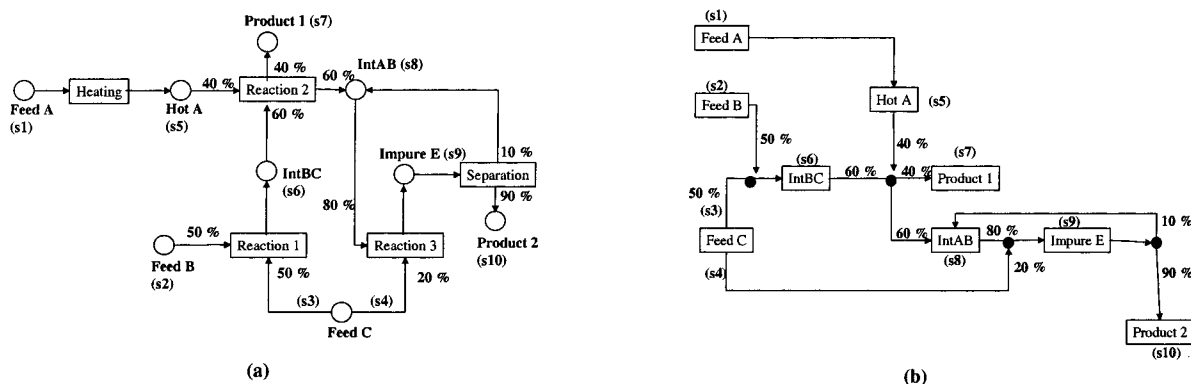 Product 1 (s7)
40 %
60 %
IntAB (s8)
Heating
40 %
Reaction 2
Feed A
(s1)
Hot A
(s5)
60 %
IntBC
(s6)
Impure E (s9)
10 %
Separation
90 %
80 %
Product 2
(s10)
50 %
Reaction 1
Reaction 3
Feed B
(s2)
50 %
20 %
(s3)
(s4)
Feed C
(a)
(s1)
Feed A
(s2)
Feed B
Hot A
(s5)
50 %
40 %
(s6)
IntBC
60 %
40 %
(s7)
Product 1
50 %
(s3)
Feed C
(s4)
60 %
IntAB
(s8)
80 %
20 %
(s9)
Impure E
10 %
90 %
Product 2
(s10)
(b)